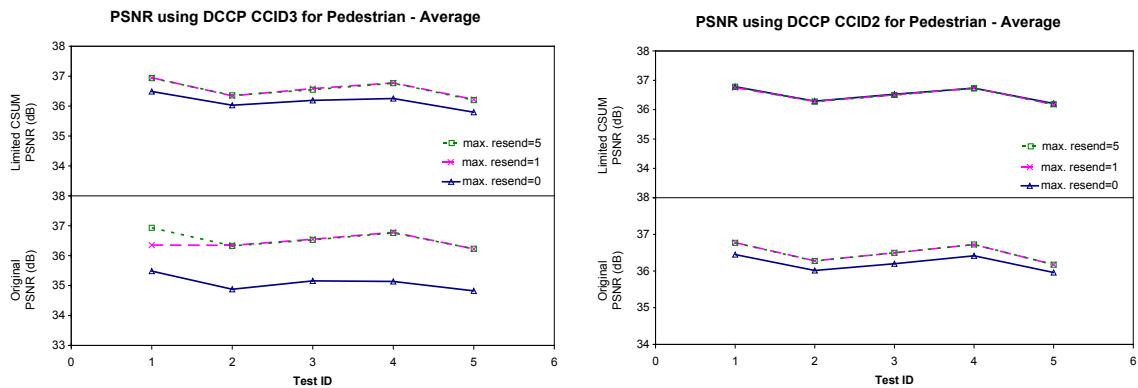 PSNR using DCCP CCID3 for Pedestrian - Average
38
37
36
35
34
38
37
36
35
34
33
Limited CSUM
PSNR (dB)
Original
PSNR (dB)
max. resend=5
max. resend=1
max. resend=0
0 1 2 3 4 5 6
Test ID
PSNR using DCCP CCID2 for Pedestrian - Average
38
36
35
34
38
36
36
34
Limited CSUM
PSNR (dB)
Original
PSNR (dB)
max. resend=5
max. resend=1
max. resend=0
0 1 2 3 4 5 6
Test ID